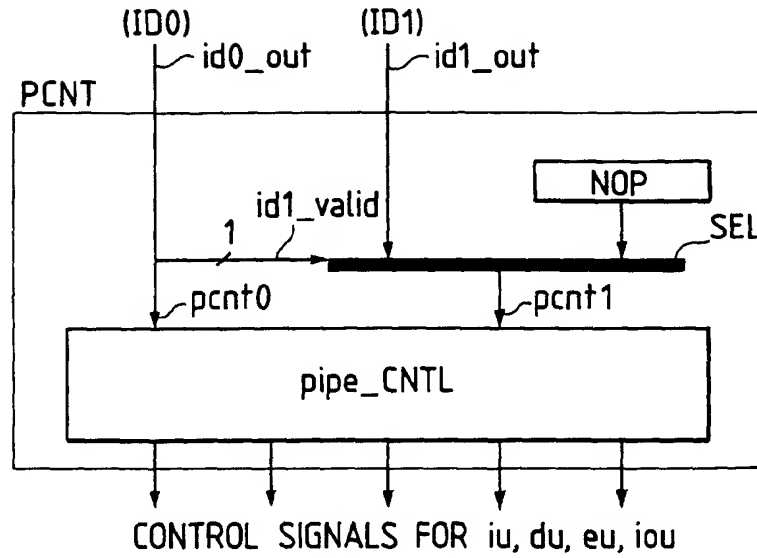 (ID0) (ID1)
id0_out id1_out
PCNT
NOP
id1_valid
1
SEL
pcnt0 pcnt1
pipe_CNTL
CONTROL SIGNALS FOR iu, du, eu, iou